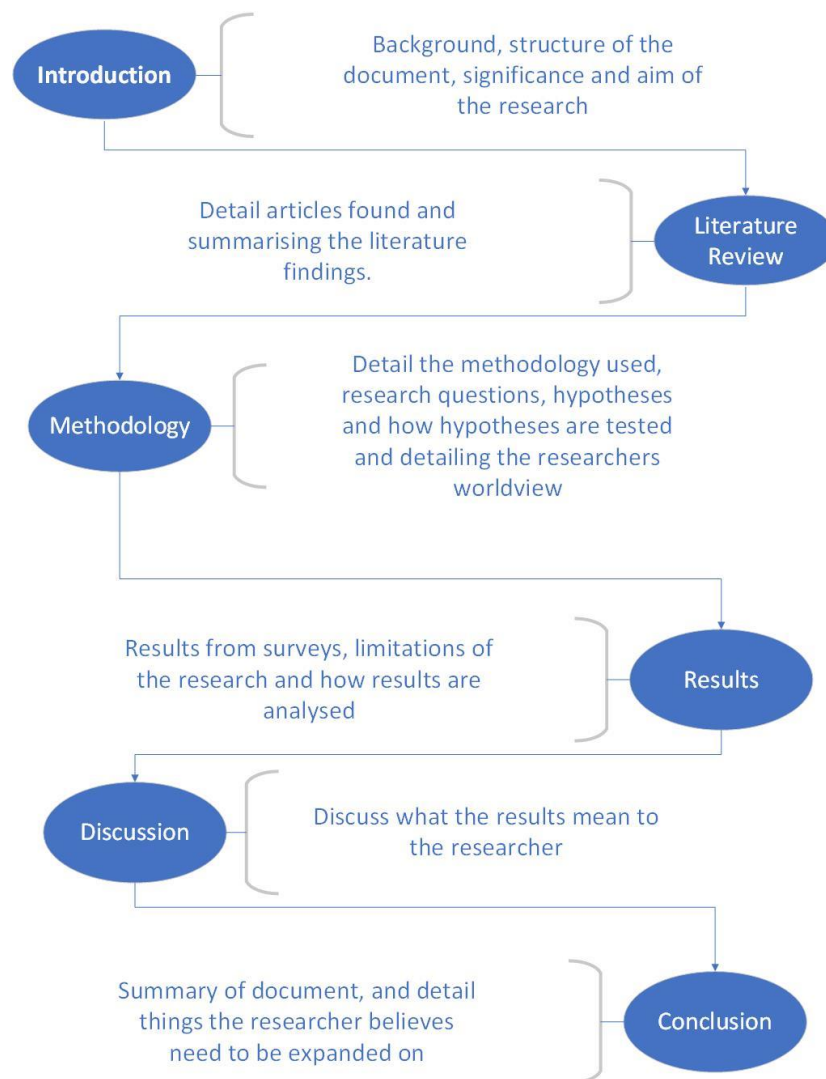 Introduction
Background, structure of the
document, significance and aim of
the research
Detail articles found and
summarising the literature
findings.
Literature
Review
Methodology
Detail the methodology used,
research questions, hypotheses
and how hypotheses are tested
and detailing the researchers
worldview
Results from surveys, limitations of
the research and how results are
analysed
Results
Discussion
Discuss what the results mean to
the researcher
Summary of document, and detail
things the researcher believes
need to be expanded on
Conclusion